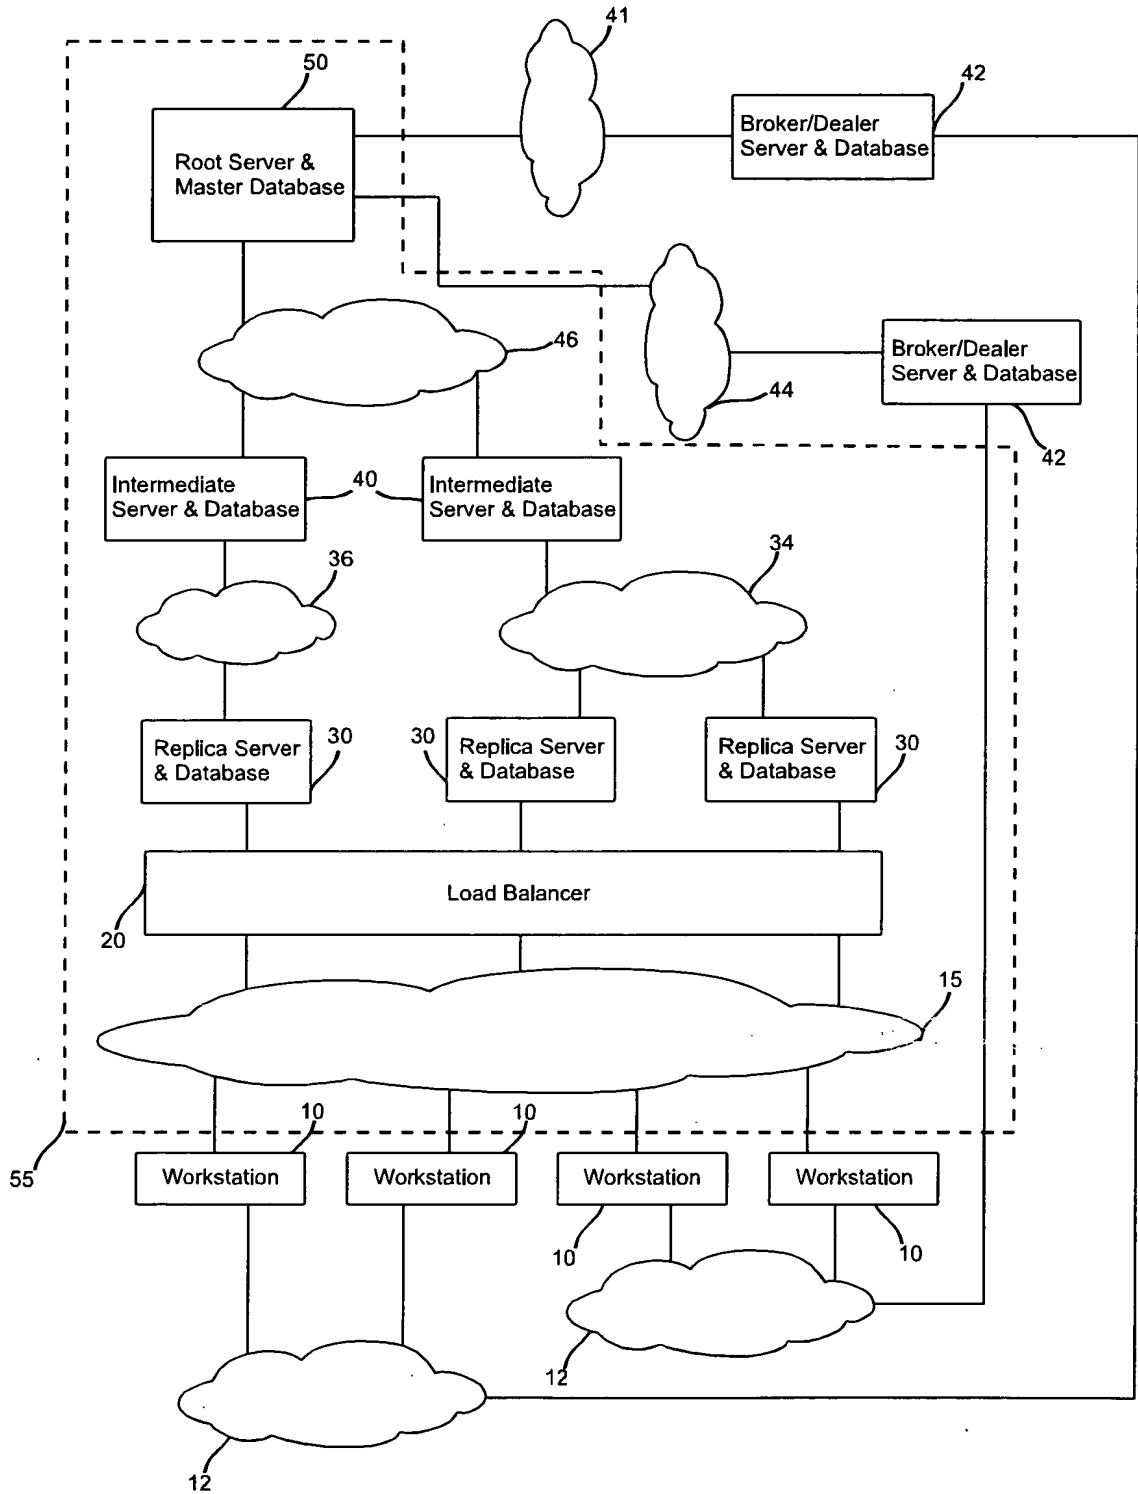 41
50
42
Broker/Dealer
Server & Database
Root Server &
Master Database
46
Broker/Dealer
Server & Database
44
42
Intermediate
Server & Database
40
Intermediate
Server & Database
36
34
Replica Server
& Database
30
30
Replica Server
& Database
Replica Server
& Database
30
Load Balancer
20
15
10
10
55
Workstation
Workstation
Workstation
Workstation
10
10
12
12